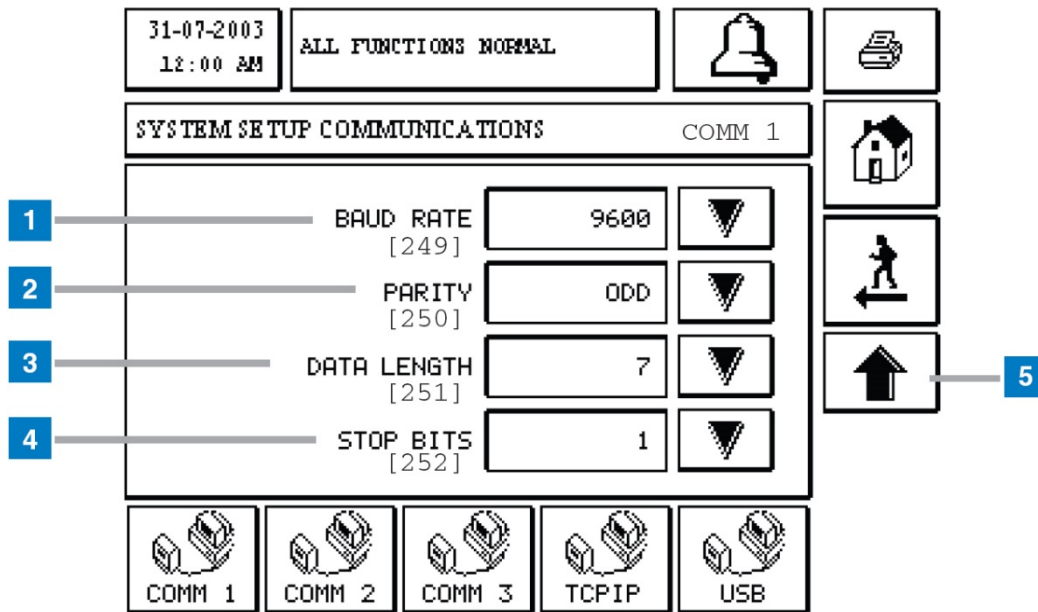 31-07-2003
12:00 AM
ALL FUNCTIONS NORMAL
SYSTEM SETUP COMMUNICATIONS COMM 1
1 BAUD RATE 9600
[249]
2 PARITY ODD
[250]
3 DATA LENGTH 7
[251]
5
4 STOP BITS 1
[252]
COMM 1 COMM 2 COMM 3 TCPIP USB